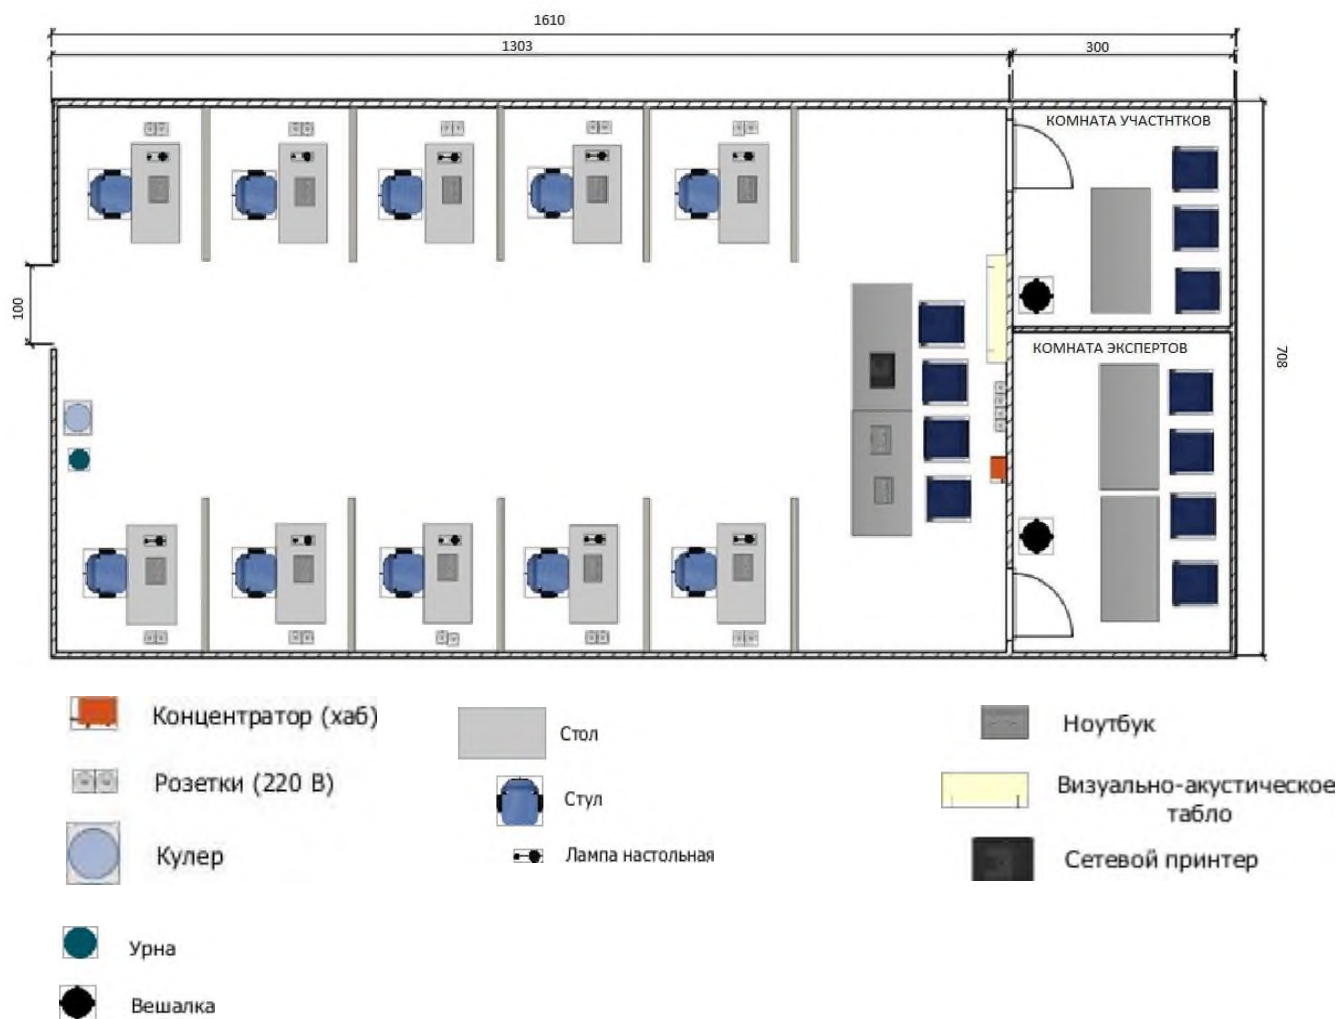 1610
1303
300
КОМНАТА УЧАСТНТКОВ
100
КОМНАТА ЭКСПЕРТОВ
708
Концентратор (хаб)
Розетки (220 В)
Кулер
Урна
Вешалка
Стол
Стул
Лампа настольная
Ноутбук
Визуально-акустическое
табло
Сетевой принтер